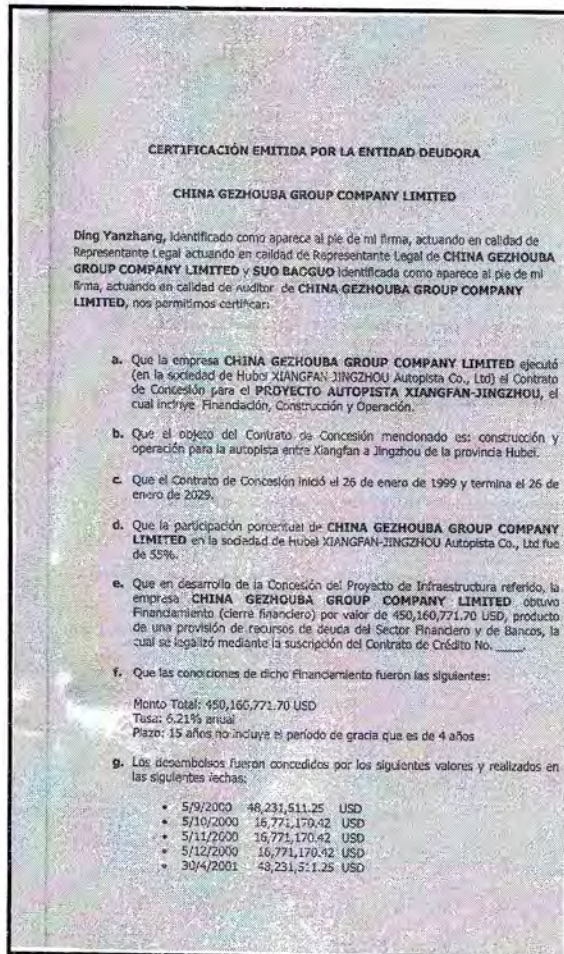 CERTIFICACIÓN EMITIDA POR LA ENTIDAD DEUDORA
CHINA GEZHOUBA GROUP COMPANY LIMITED
Ding Yanzhang, identificado como aparece al pie de mi firma, actuando en calidad de
Representante Legal actuando en calidad de Representante Legal de CHINA GEZHOUBA
GROUP COMPANY LIMITED y SUO BAOGUO identificada como aparece al pie de mi
firma, actuando en calidad de Auditor de CHINA GEZHOUBA GROUP COMPANY
LIMITED, nos permitimos certificar:
a. Que la empresa CHINA GEZHOUBA GROUP COMPANY LIMITED ejecutó
(en la sociedad de Hubei XIANGFAN-JINGZHOU Autopista Co., Ltd) el Contrato
de Concesión para el PROYECTO AUTOPISTA XIANGFAN-JINGZHOU, el
cual incluye Financiación, Construcción y Operación.
b. Que el objeto del Contrato de Concesión mencionado es: construcción y
operación para la autopista entre Xiangfan a Jingzhou de la provincia Hubei.
c. Que el Contrato de Concesión inició el 26 de enero de 1999 y termina el 26 de
enero de 2029.
d. Que la participación porcentual de CHINA GEZHOUBA GROUP COMPANY
LIMITED en la sociedad de Hubei XIANGFAN-JINGZHOU Autopista Co., Ltd fue
de 55%.
e. Que en desarrollo de la Concesión del Proyecto de Infraestructura referido, la
empresa CHINA GEZHOUBA GROUP COMPANY LIMITED obtuvo
Financiamiento (cierre financiero) por valor de 450,160,771.70 USD, producto
de una provisión de recursos de deuda del Sector Financiero y de Bancos, la
cual se legalizó mediante la suscripción del Contrato de Crédito No. ____.
f. Que las condiciones de dicho Financiamiento fueron las siguientes:
Monto Total: 450,160,771.70 USD
Tasa: 6.21% anual
Plazo: 15 años no incluye el periodo de gracia que es de 4 años
g. Los desembolsos fueron concedidos por los siguientes valores y realizados en
las siguientes fechas:
• 5/9/2000 48,231,511.25 USD
• 5/10/2000 16,771,170.42 USD
• 5/11/2000 16,771,170.42 USD
• 5/12/2000 16,771,170.42 USD
• 30/4/2001 48,231,511.25 USD